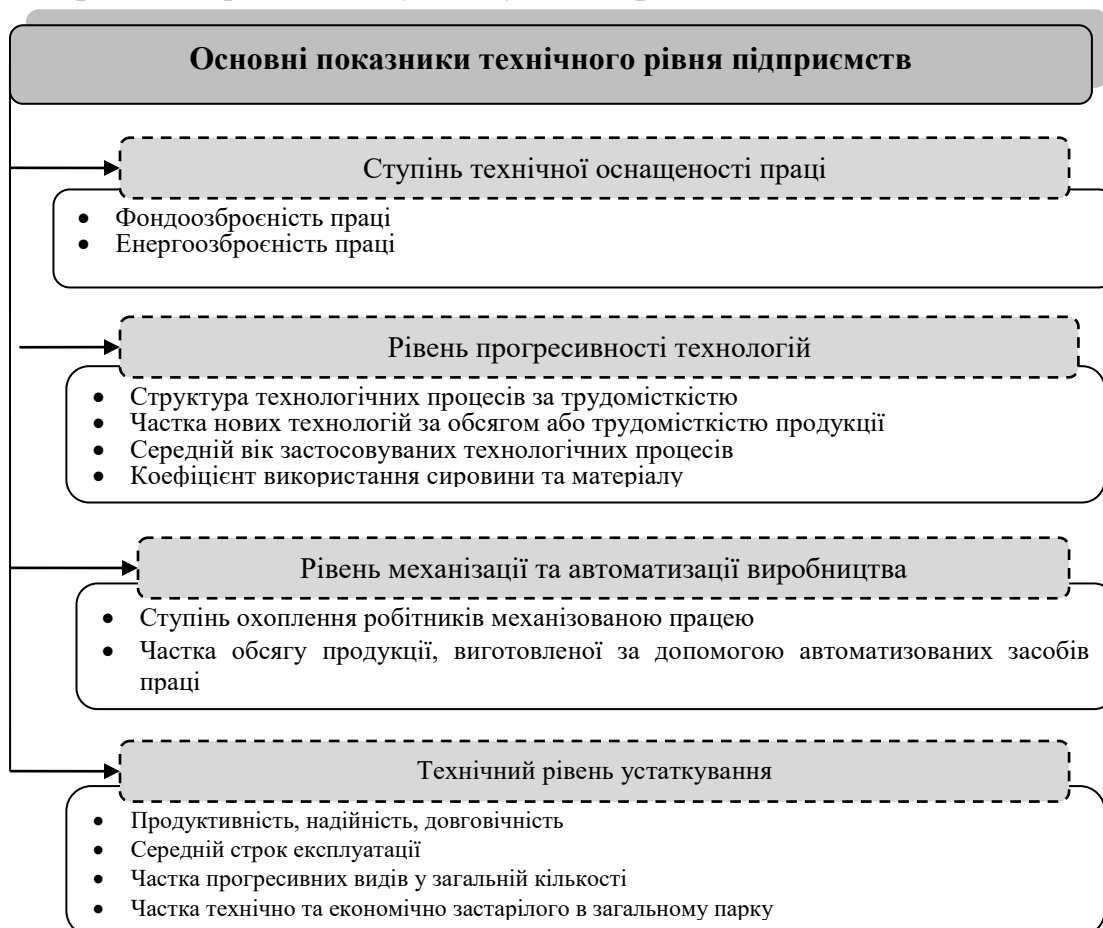 Основні показники технічного рівня підприємств
Ступінь технічної оснащеності праці
• Фондоозброєність праці
• Енергоозброєність праці
Рівень прогресивності технологій
• Структура технологічних процесів за трудомісткістю
• Частка нових технологій за обсягом або трудомісткістю продукції
• Середній вік застосовуваних технологічних процесів
• Коефіцієнт використання сировини та матеріалу
Рівень механізації та автоматизації виробництва
• Ступінь охоплення робітників механізованою працею
• Частка обсягу продукції, виготовленої за допомогою автоматизованих засобів
праці
Технічний рівень устаткування
• Продуктивність, надійність, довговічність
• Середній строк експлуатації
• Частка прогресивних видів у загальній кількості
• Частка технічно та економічно застарілого в загальному парку